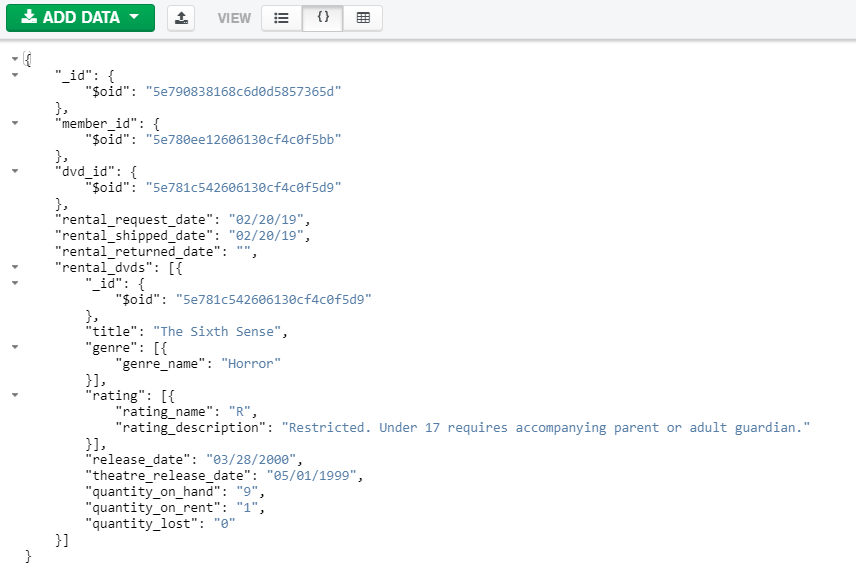 ADD DATA VIEW {}
{
"_id": {
"$oid": "5e790838168c6d0d5857365d"
},
"member_id": {
"$oid": "5e780ee12606130cf4c0f5bb"
},
"dvd_id": {
"$oid": "5e781c542606130cf4c0f5d9"
},
"rental_request_date": "02/20/19",
"rental_shipped_date": "02/20/19",
"rental_returned_date": "",
"rental_dvds": [{
"_id": {
"$oid": "5e781c542606130cf4c0f5d9"
},
"title": "The Sixth Sense",
"genre": [{
"genre_name": "Horror"
}],
"rating": [{
"rating_name": "R",
"rating_description": "Restricted. Under 17 requires accompanying parent or adult guardian."
}],
"release_date": "03/28/2000",
"theatre_release_date": "05/01/1999",
"quantity_on_hand": "9",
"quantity_on_rent": "1",
"quantity_lost": "0"
}]
}